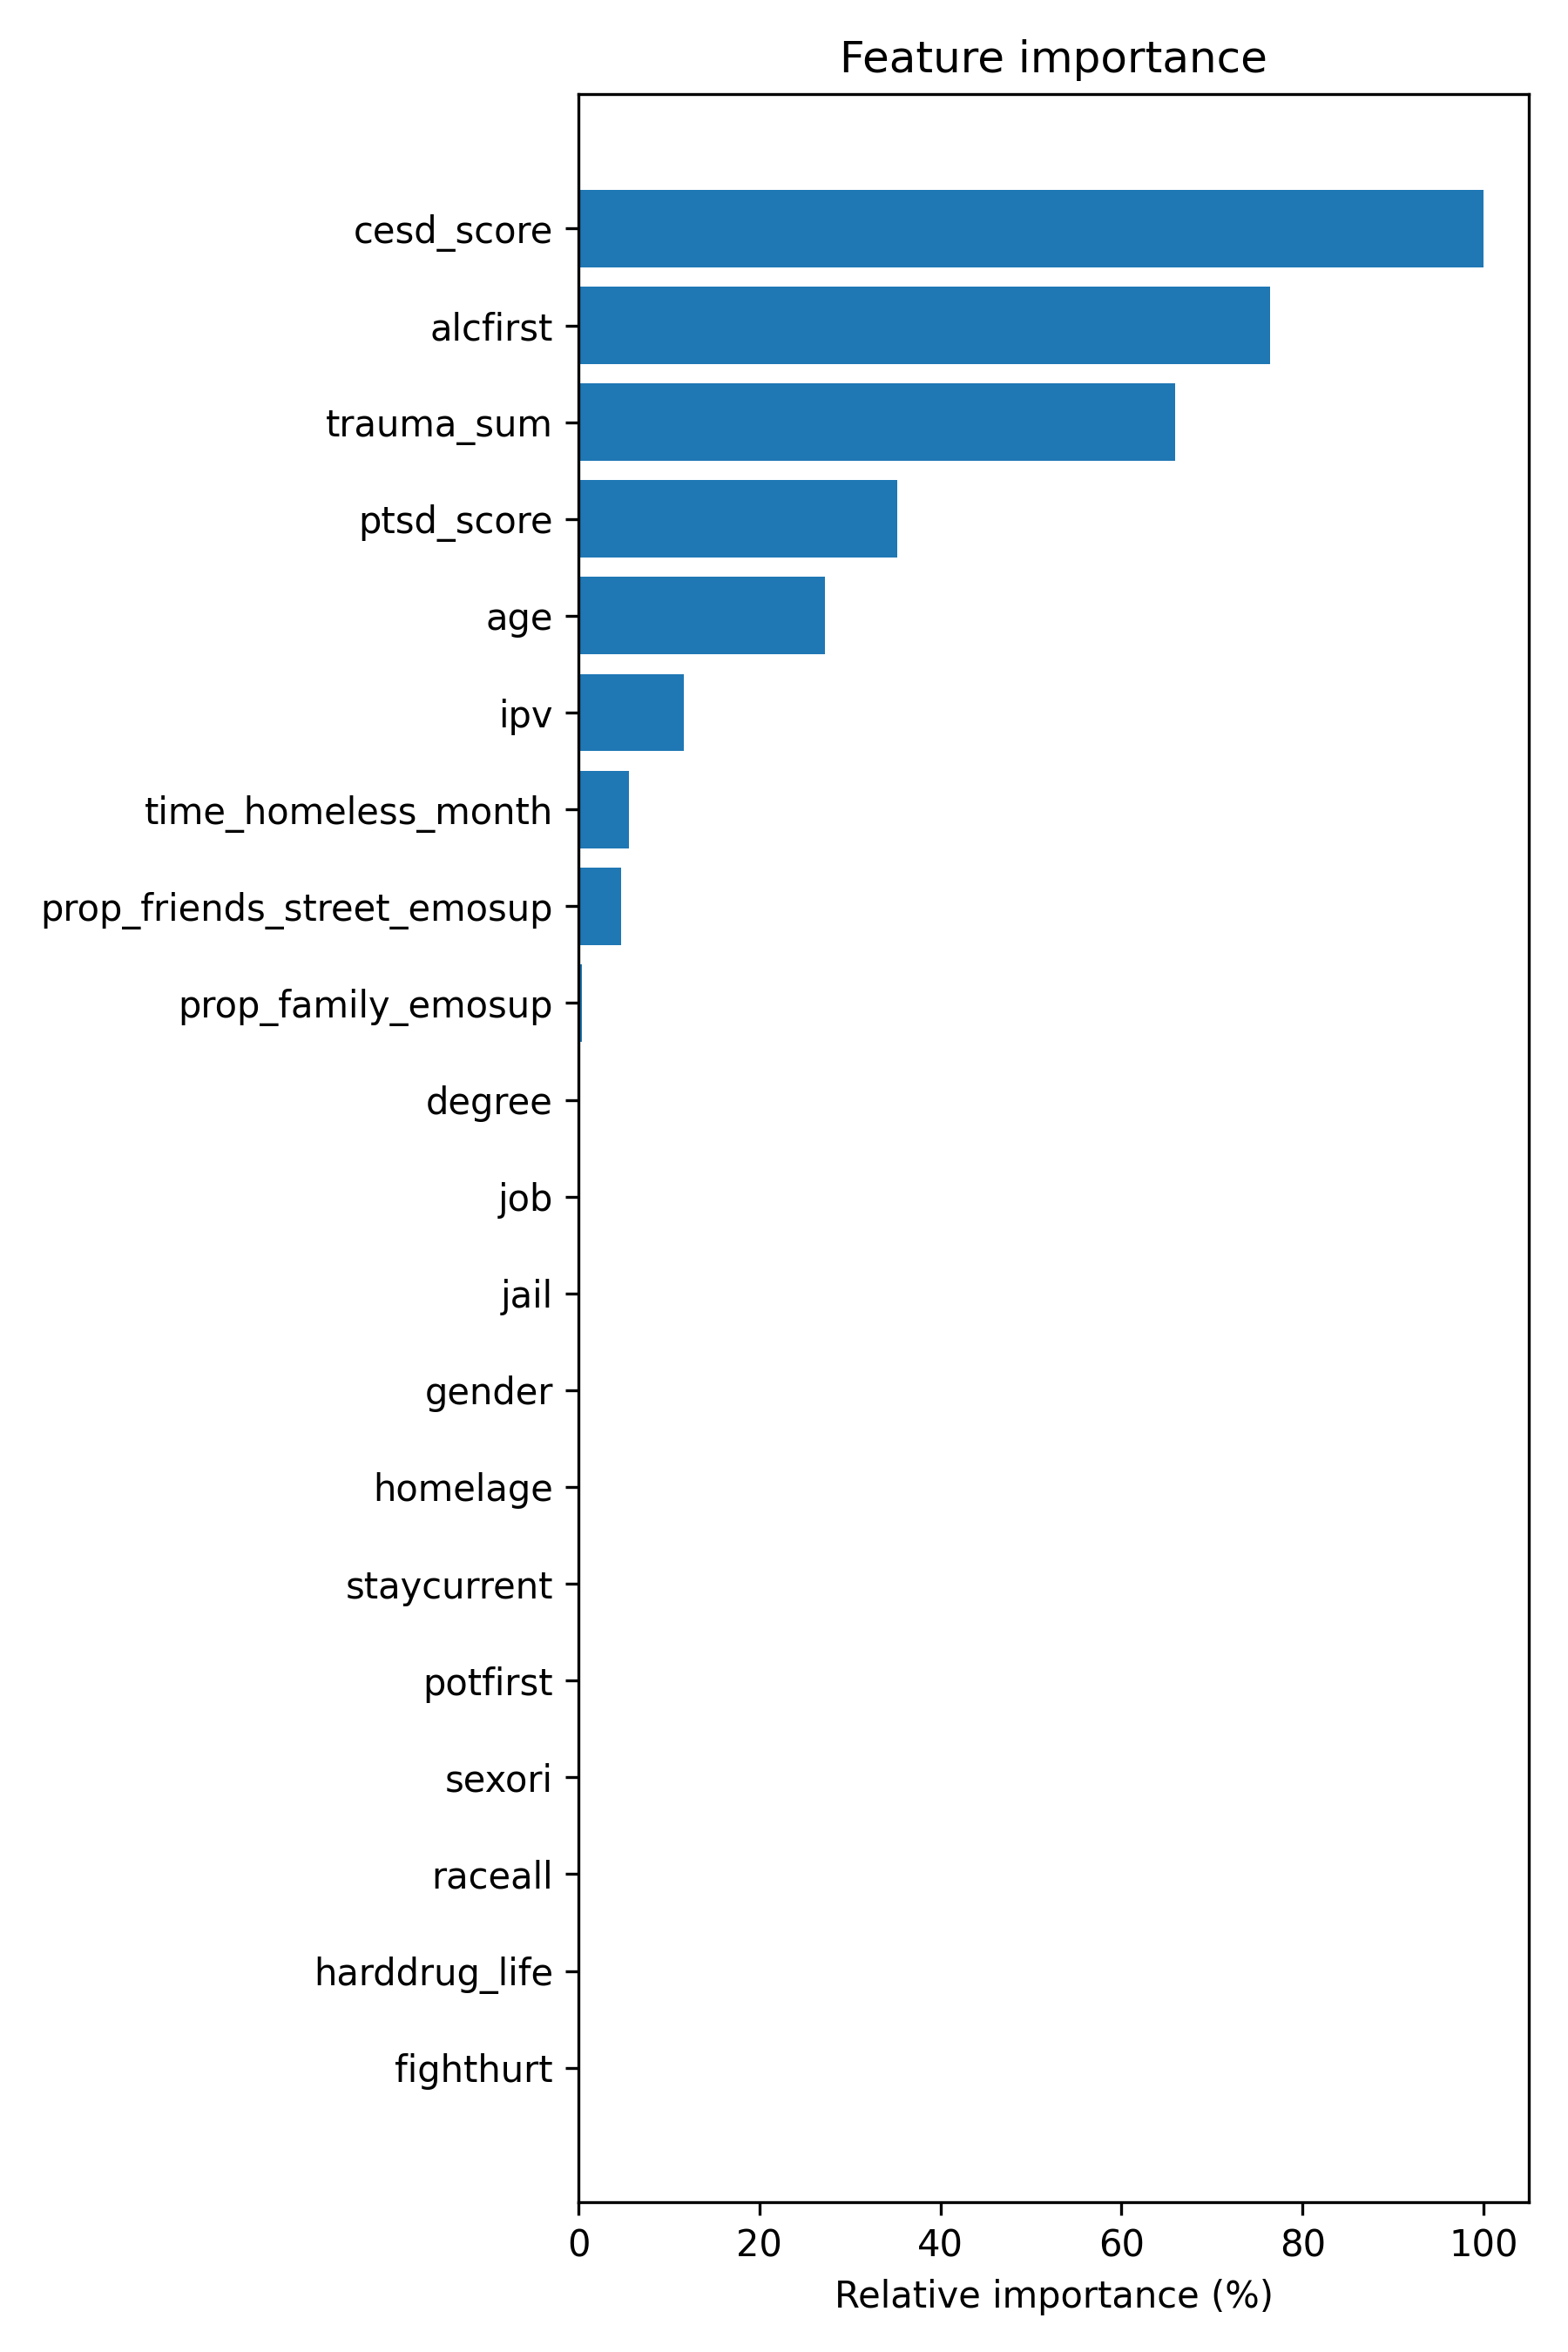 Feature importance
cesd_score
alcfirst
trauma_sum
ptsd_score
age
ipv
time_homeless_month
prop_friends_street_emosup
prop_family_emosup
degree
job
jail
gender
homelage
staycurrent
potfirst
sexori
raceall
harddrug_life
fighthurt
0 20 40 60 80 100
Relative importance (%)